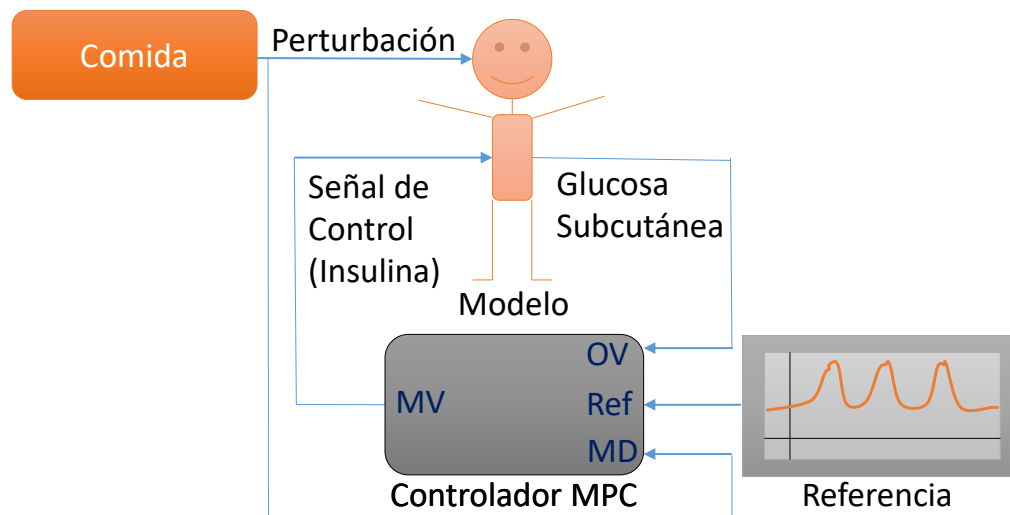 Comida
Perturbación
Señal de
Control
(Insulina)
Glucosa
Subcutánea
Modelo
OV
MV
Ref
MD
Controlador MPC
Referencia